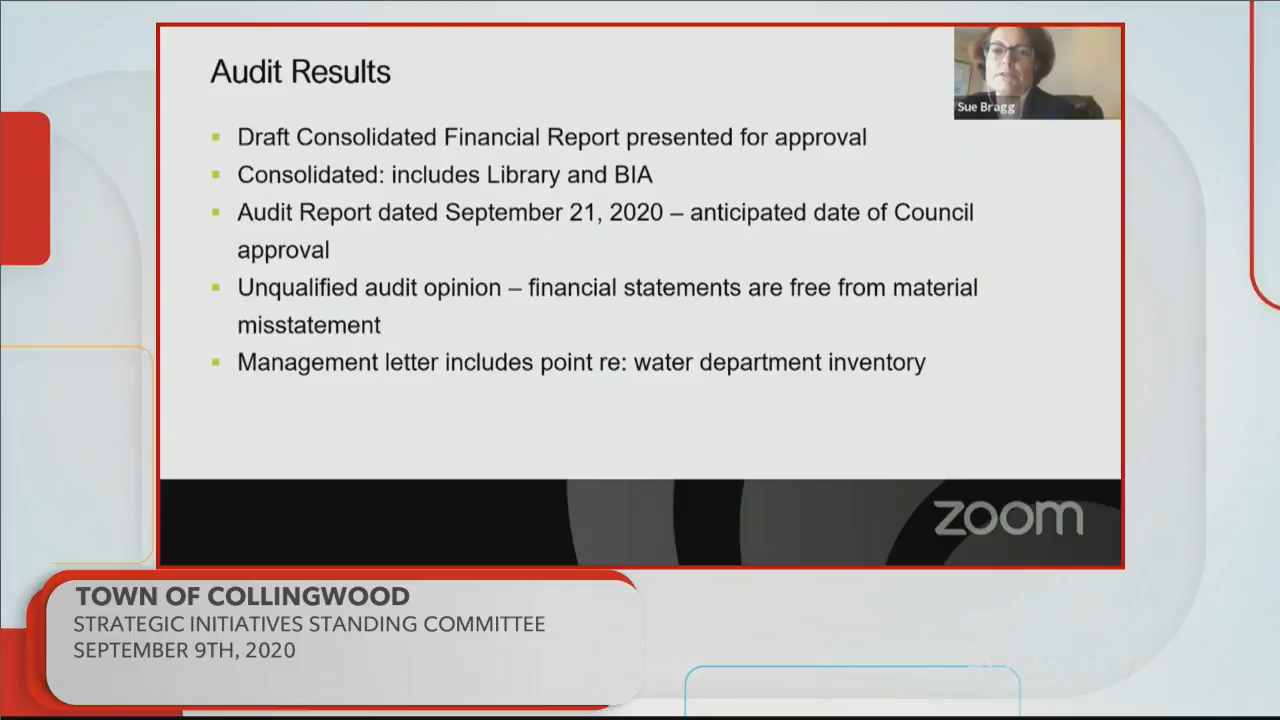 Audit Results
Sue Bragg
Draft Consolidated Financial Report presented for approval
Consolidated: includes Library and BIA
Audit Report dated September 21, 2020 – anticipated date of Council
approval
Unqualified audit opinion – financial statements are free from material
misstatement
Management letter includes point re: water department inventory
zoom
TOWN OF COLLINGWOOD
STRATEGIC INITIATIVES STANDING COMMITTEE
SEPTEMBER 9TH, 2020